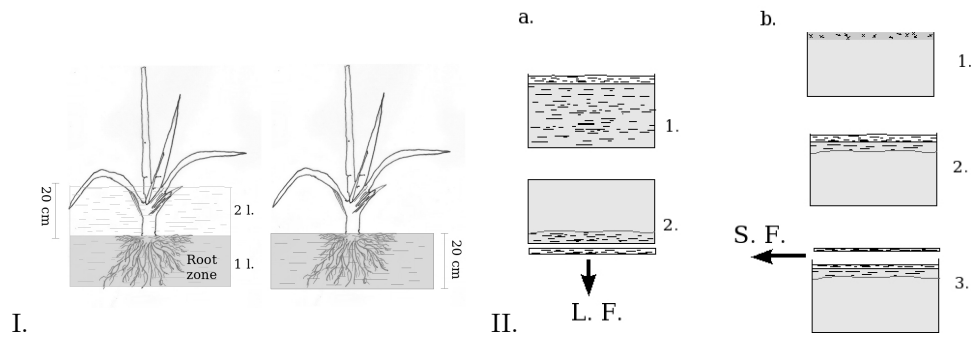 20 cm
2 l.
Root
zone
1 l.
20 cm
I.
a.
1.
2.
L. F.
II.
b.
1.
2.
S. F.
3.